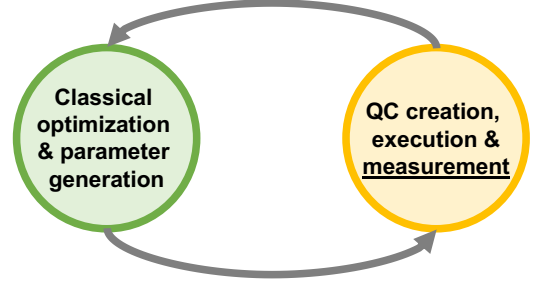 Classical
optimization
& parameter
generation
QC creation,
execution &
measurement